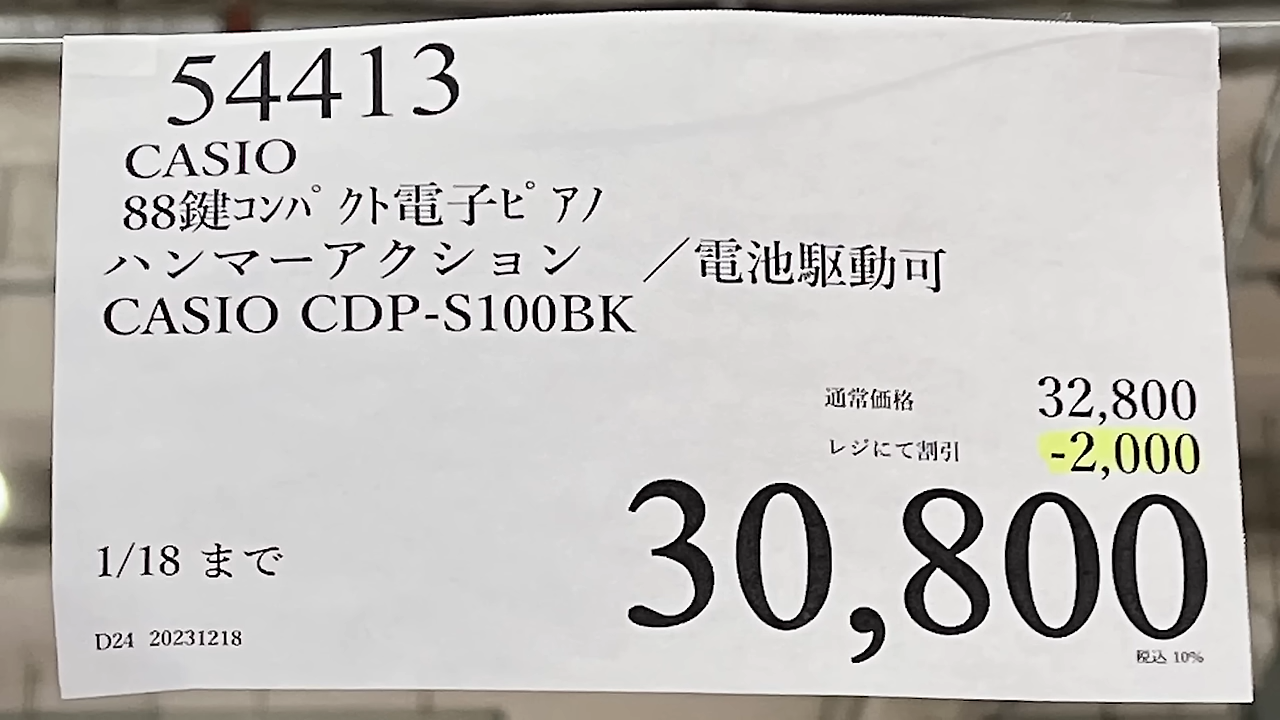 54413
CASIO
88鍵ｺﾝﾊﾟｸﾄ電子ﾋﾟｱﾉ
ハンマーアクション　／電池駆動可
CASIO CDP-S100BK
通常価格 32,800
レジにて割引 -2,000
30,800
1/18 まで
税込 10%
D24 20231218